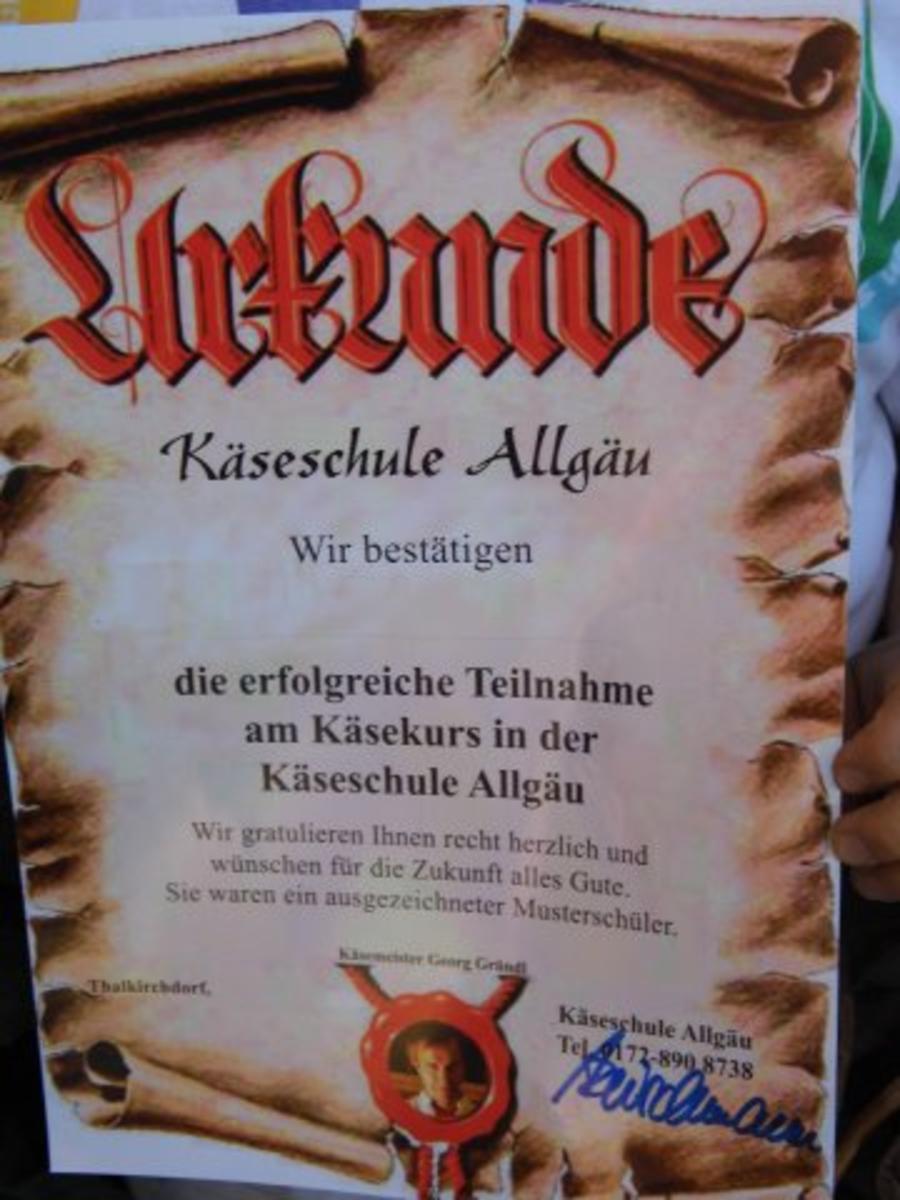 Urkunde
Käseschule Allgäu
Wir bestätigen
die erfolgreiche Teilnahme
am Käsekurs in der
Käseschule Allgäu
Wir gratulieren Ihnen recht herzlich und
wünschen für die Zukunft alles Gute.
Sie waren ein ausgezeichneter Musterschüler.
Käsemeister Georg Gründl
Thalkirchdorf,
Käseschule Allgäu
Tel. 0172-890 8738